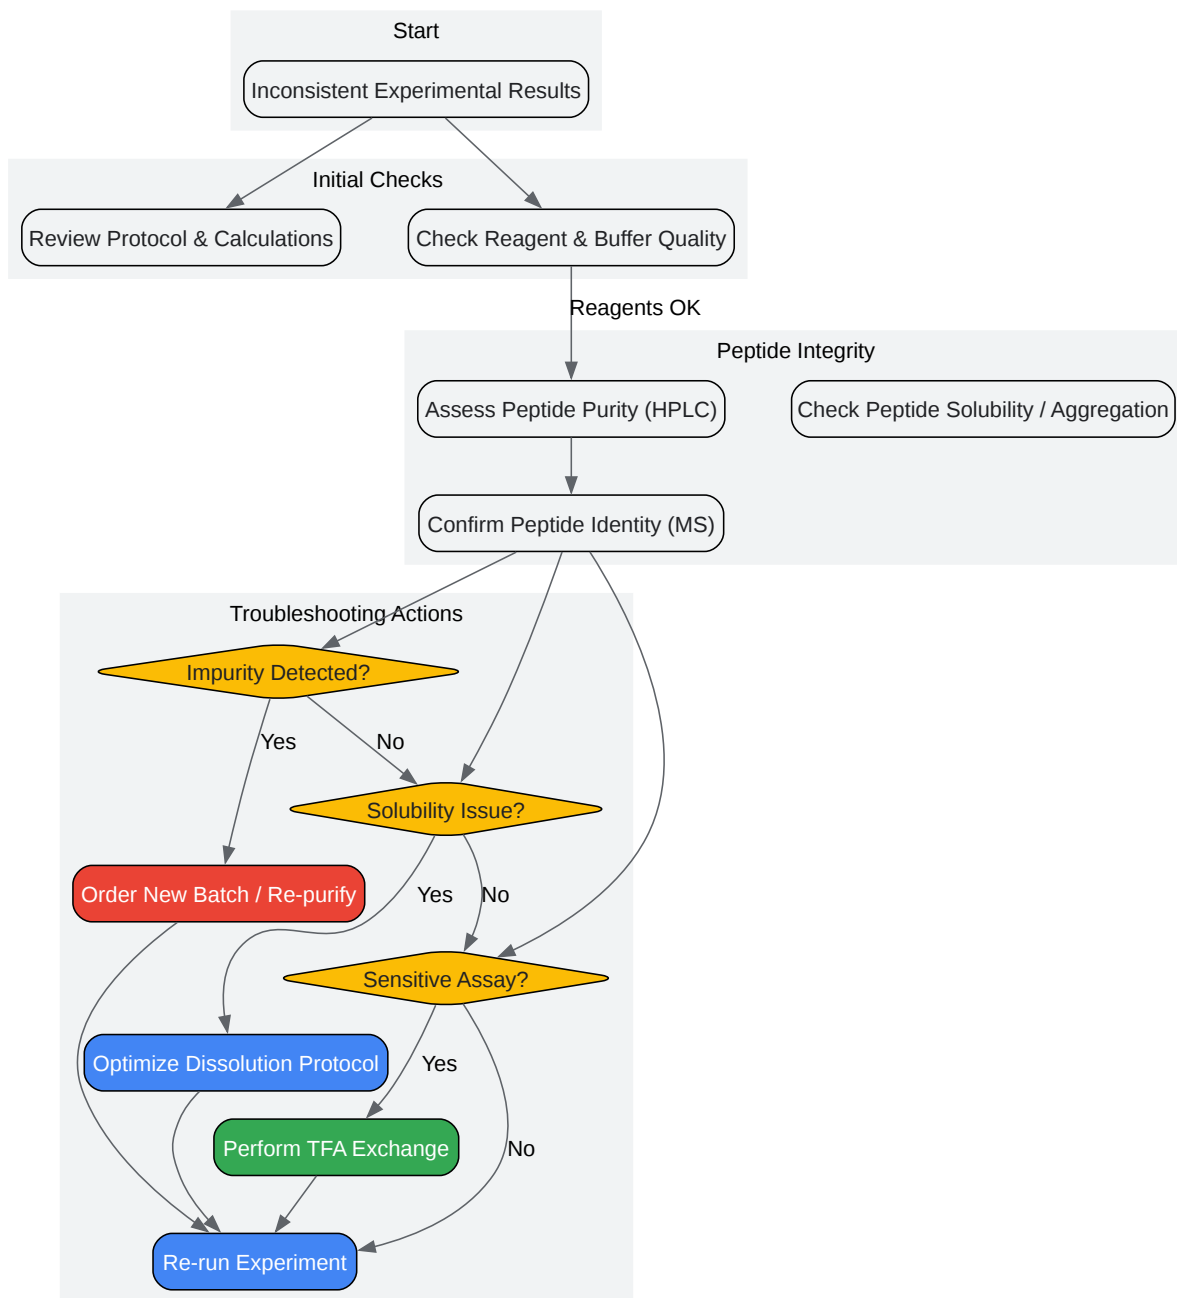 Start
Inconsistent Experimental Results
Initial Checks
Review Protocol & Calculations
Check Reagent & Buffer Quality
Reagents OK
Peptide Integrity
Assess Peptide Purity (HPLC)
Check Peptide Solubility / Aggregation
Confirm Peptide Identity (MS)
Troubleshooting Actions
Impurity Detected?
Yes
No
Solubility Issue?
Order New Batch / Re-purify
Yes
No
Sensitive Assay?
Optimize Dissolution Protocol
Yes
Perform TFA Exchange
No
Re-run Experiment